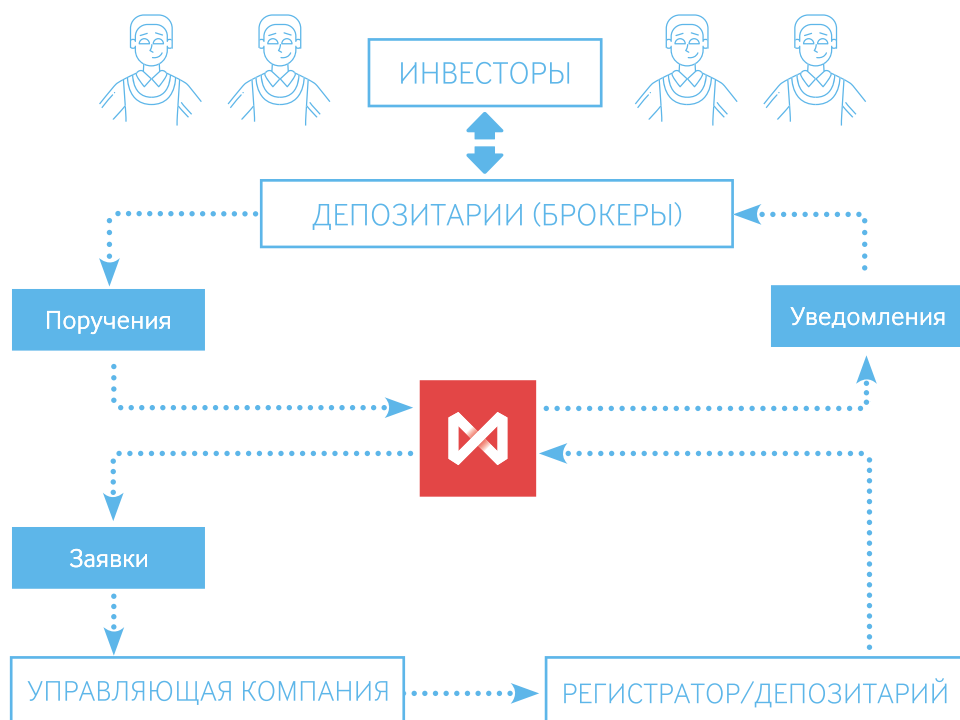 ИНВЕСТОРЫ
ДЕПОЗИТАРИИ (БРОКЕРЫ)
Поручения
Уведомления
Заявки
УПРАВЛЯЮЩАЯ КОМПАНИЯ
РЕГИСТРАТОР/ДЕПОЗИТАРИЙ